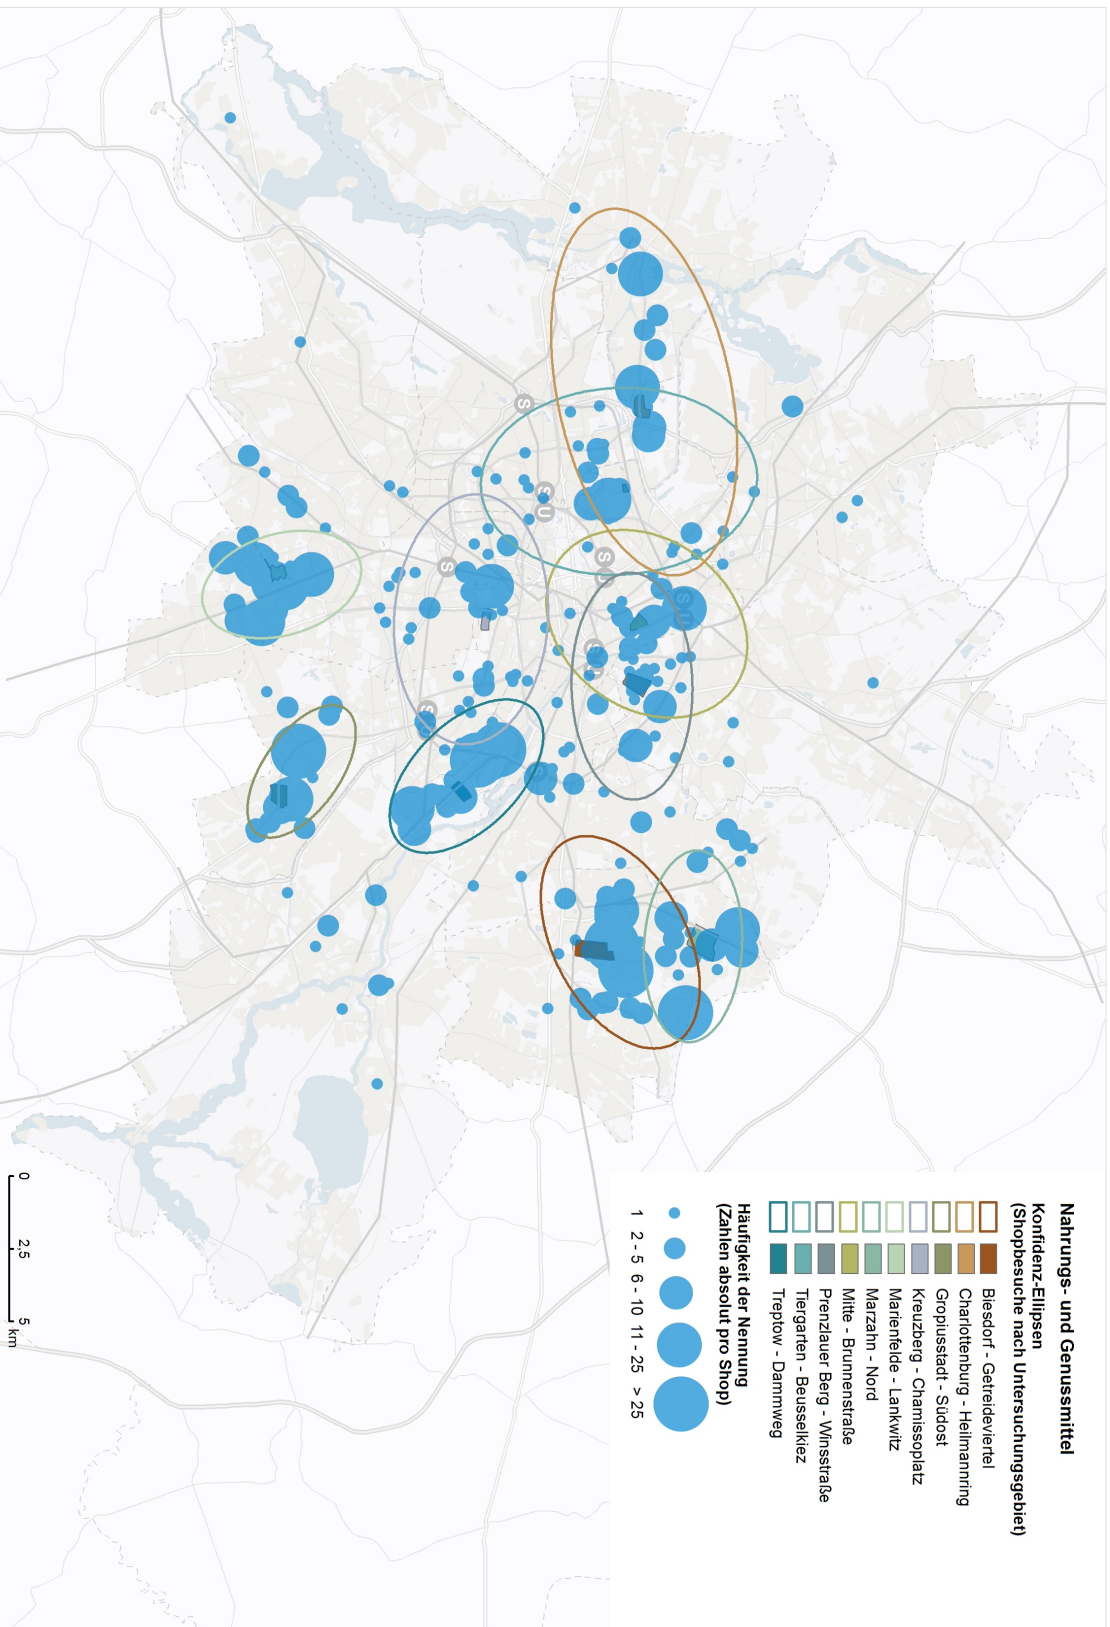 Nahrungs- und Genussmittel
Konfidenz-Ellipsen
(Shopbesuche nach Untersuchungsgebiet)
Biesdorf - Getreideviertel
Charlottenburg - Heilmannring
Gropiusstadt - Südost
Kreuzberg - Chamissoplatz
Marienfelde - Lankwitz
Marzahn - Nord
Mitte - Brunnenstraße
Prenzlauer Berg - Winsstraße
Tiergarten - Beusselkiez
Treptow - Dammweg
Häufigkeit der Nennung
(Zahlen absolut pro Shop)
1 2 - 5 6 - 10 11 - 25 > 25
0 2,5 5 km
S
S
U
S
S
U
S
S
S